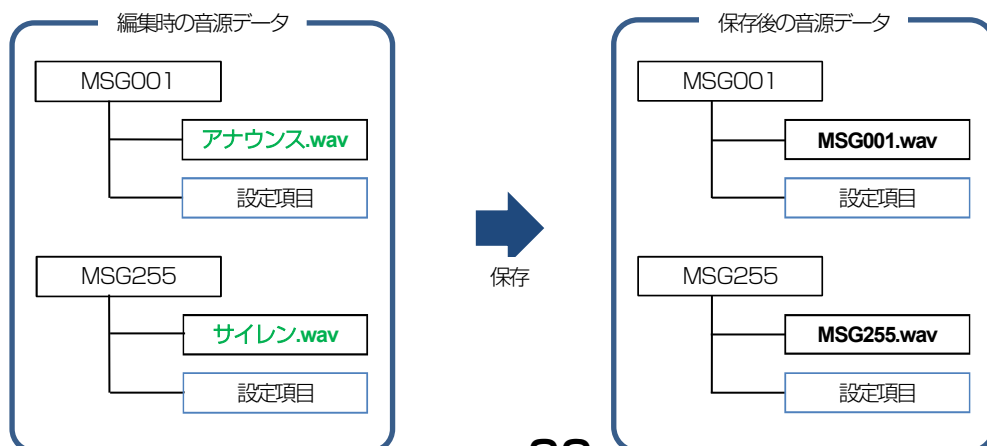 編集時の音源データ
MSG001
アナウンス.wav
設定項目
MSG255
サイレン.wav
設定項目
保存
保存後の音源データ
MSG001
MSG001.wav
設定項目
MSG255
MSG255.wav
設定項目